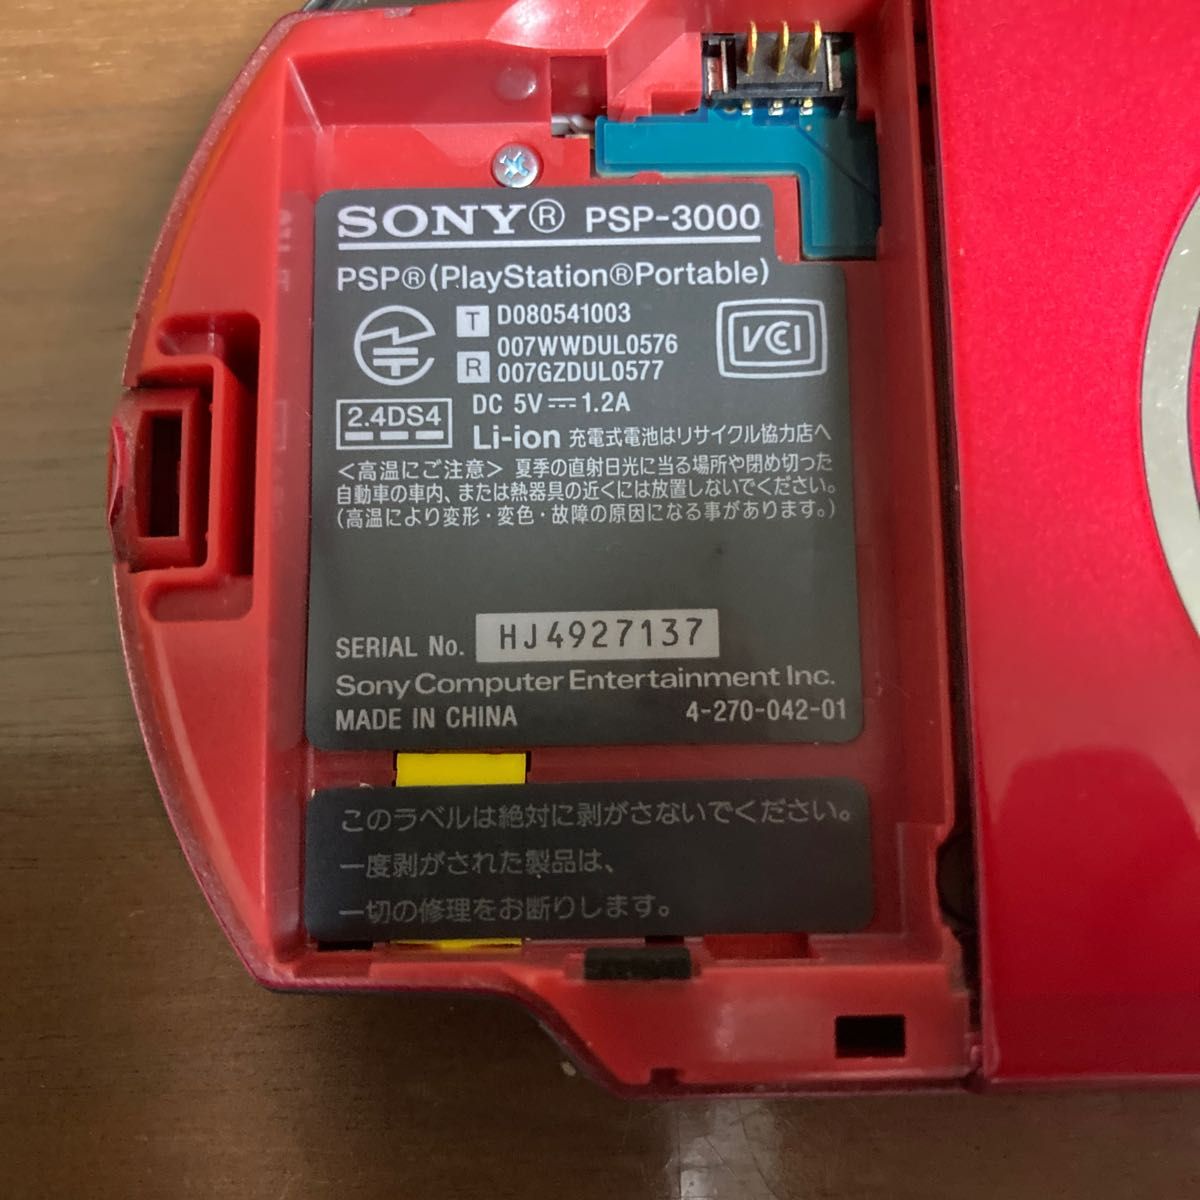 SONY® PSP-3000
PSP®(PlayStation®Portable)
T D080541003
007WWDUL0576
R 007GZDUL0577
VCCI
DC 5V⎓1.2A
2.4DS4
Li-ion 充電式電池はリサイクル協力店へ
＜高温にご注意＞ 夏季の直射日光に当る場所や閉め切った
自動車の車内、または熱器具の近くには放置しないでください。
(高温により変形・変色・故障の原因になる事があります。)
SERIAL No. HJ4927137
Sony Computer Entertainment Inc.
MADE IN CHINA 4-270-042-01
このラベルは絶対に剥がさないでください。
一度剥がされた製品は、
一切の修理をお断りします。